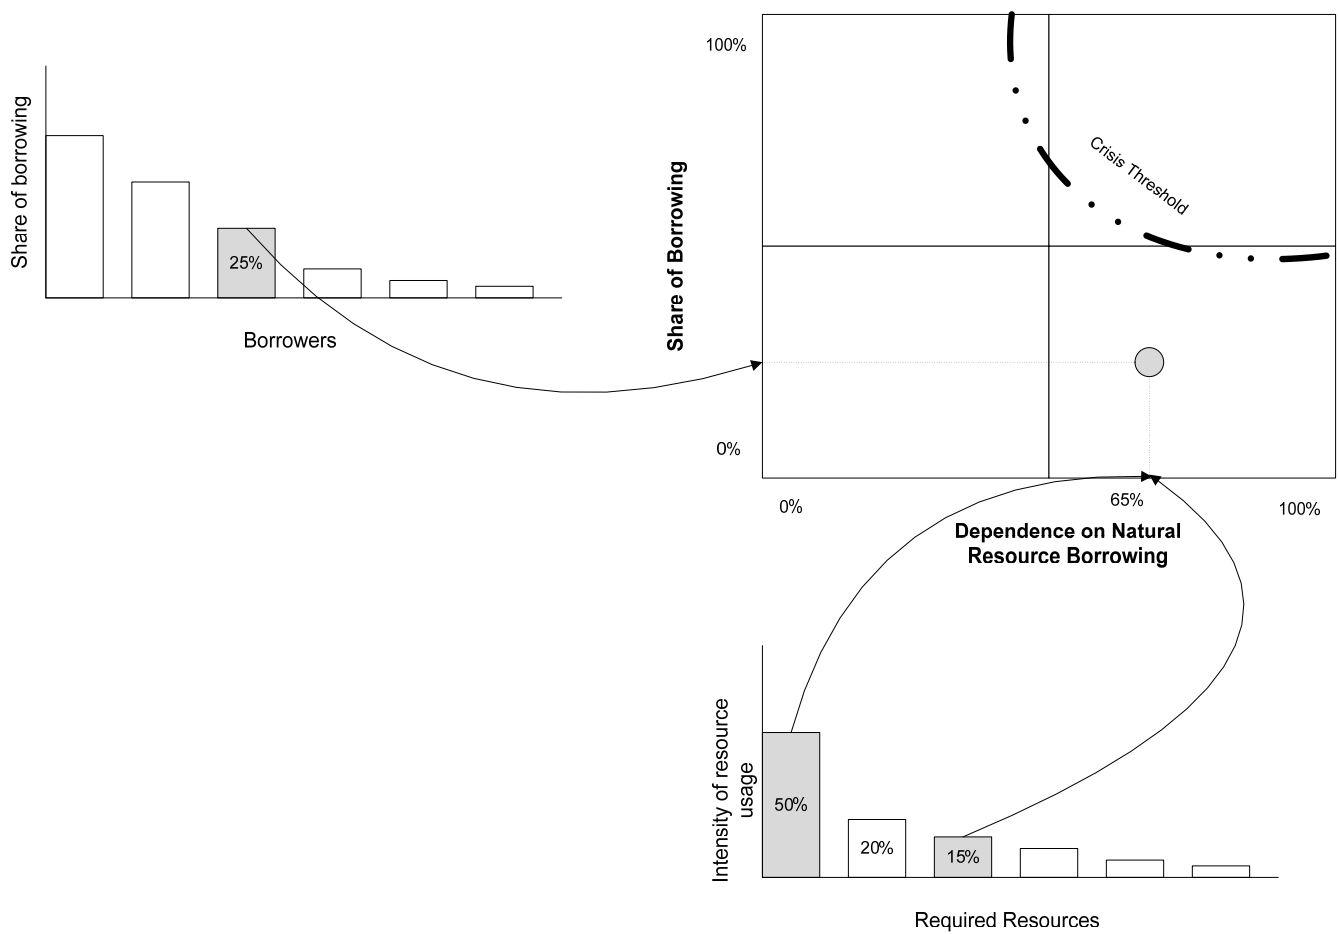 100%
Share of borrowing
Share of Borrowing
Crisis Threshold
25%
Borrowers
0%
0%
65%
100%
Dependence on Natural
Resource Borrowing
Intensity of resource
usage
50%
20%
15%
Required Resources